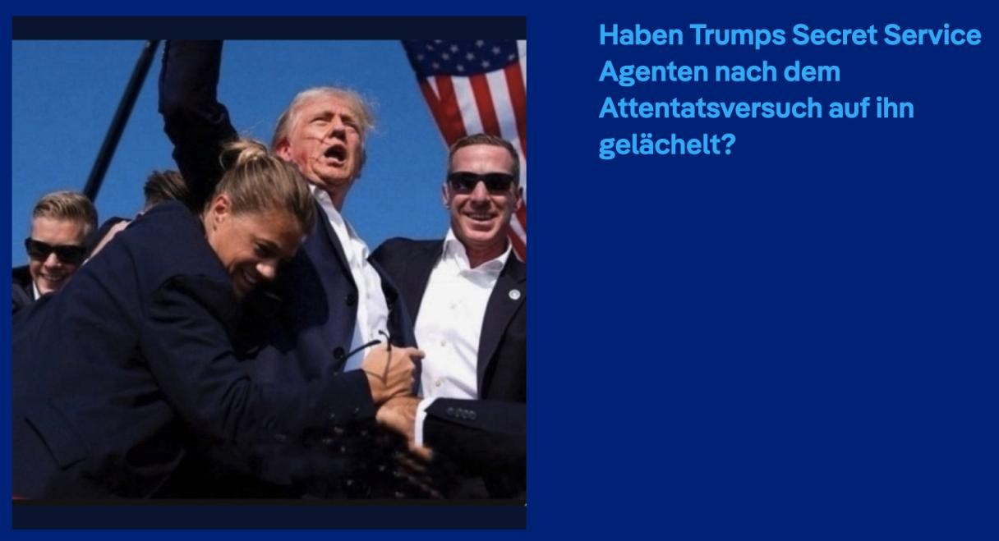 Haben Trumps Secret Service
Agenten nach dem
Attentatsversuch auf ihn
gelächelt?